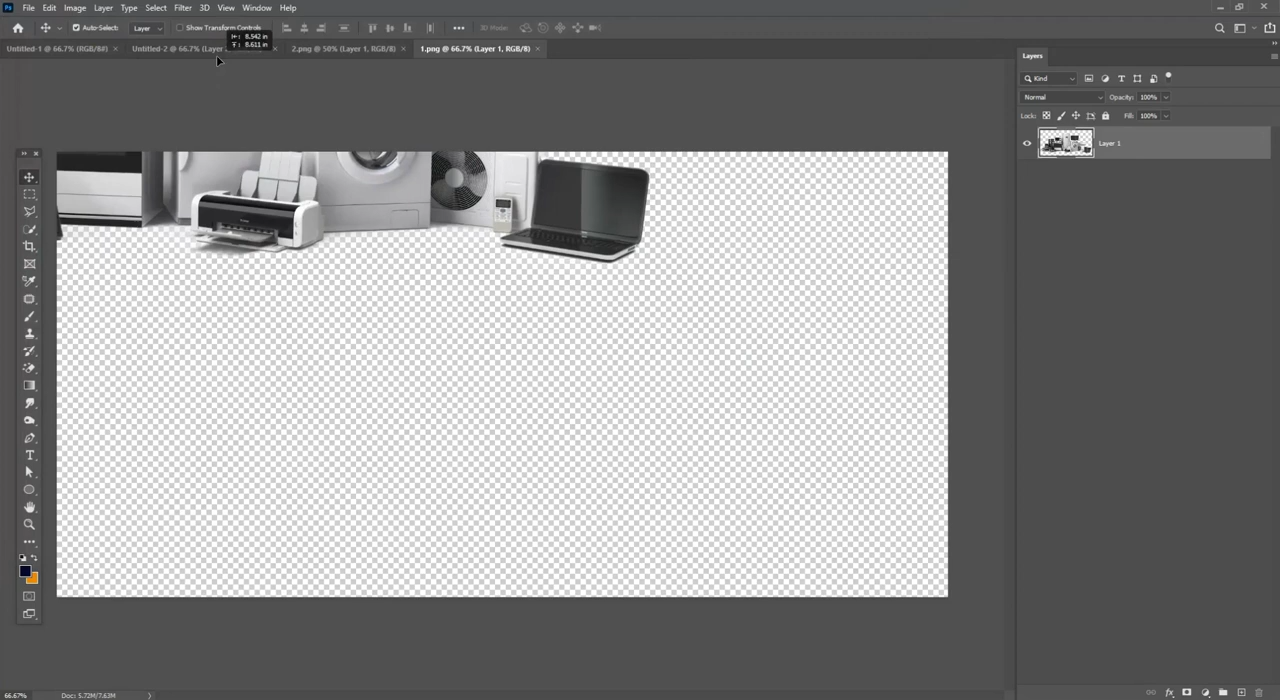 Ps File Edit Image Layer Type Select Filter 3D View Window Help
Auto-Select: Layer Show Transform Controls 3D Mode:
8.542 in
8.611 in
Untitled-1 @ 66.7% (RGB/8#) Untitled-2 @ 66.7% (Layer 2.png @ 50% (Layer 1, RGB/8) 1.png @ 66.7% (Layer 1, RGB/8)
Layers
Kind
Normal Opacity: 100%
Lock: Fill: 100%
Layer 1
66.67% Doc: 5.72M/7.63M